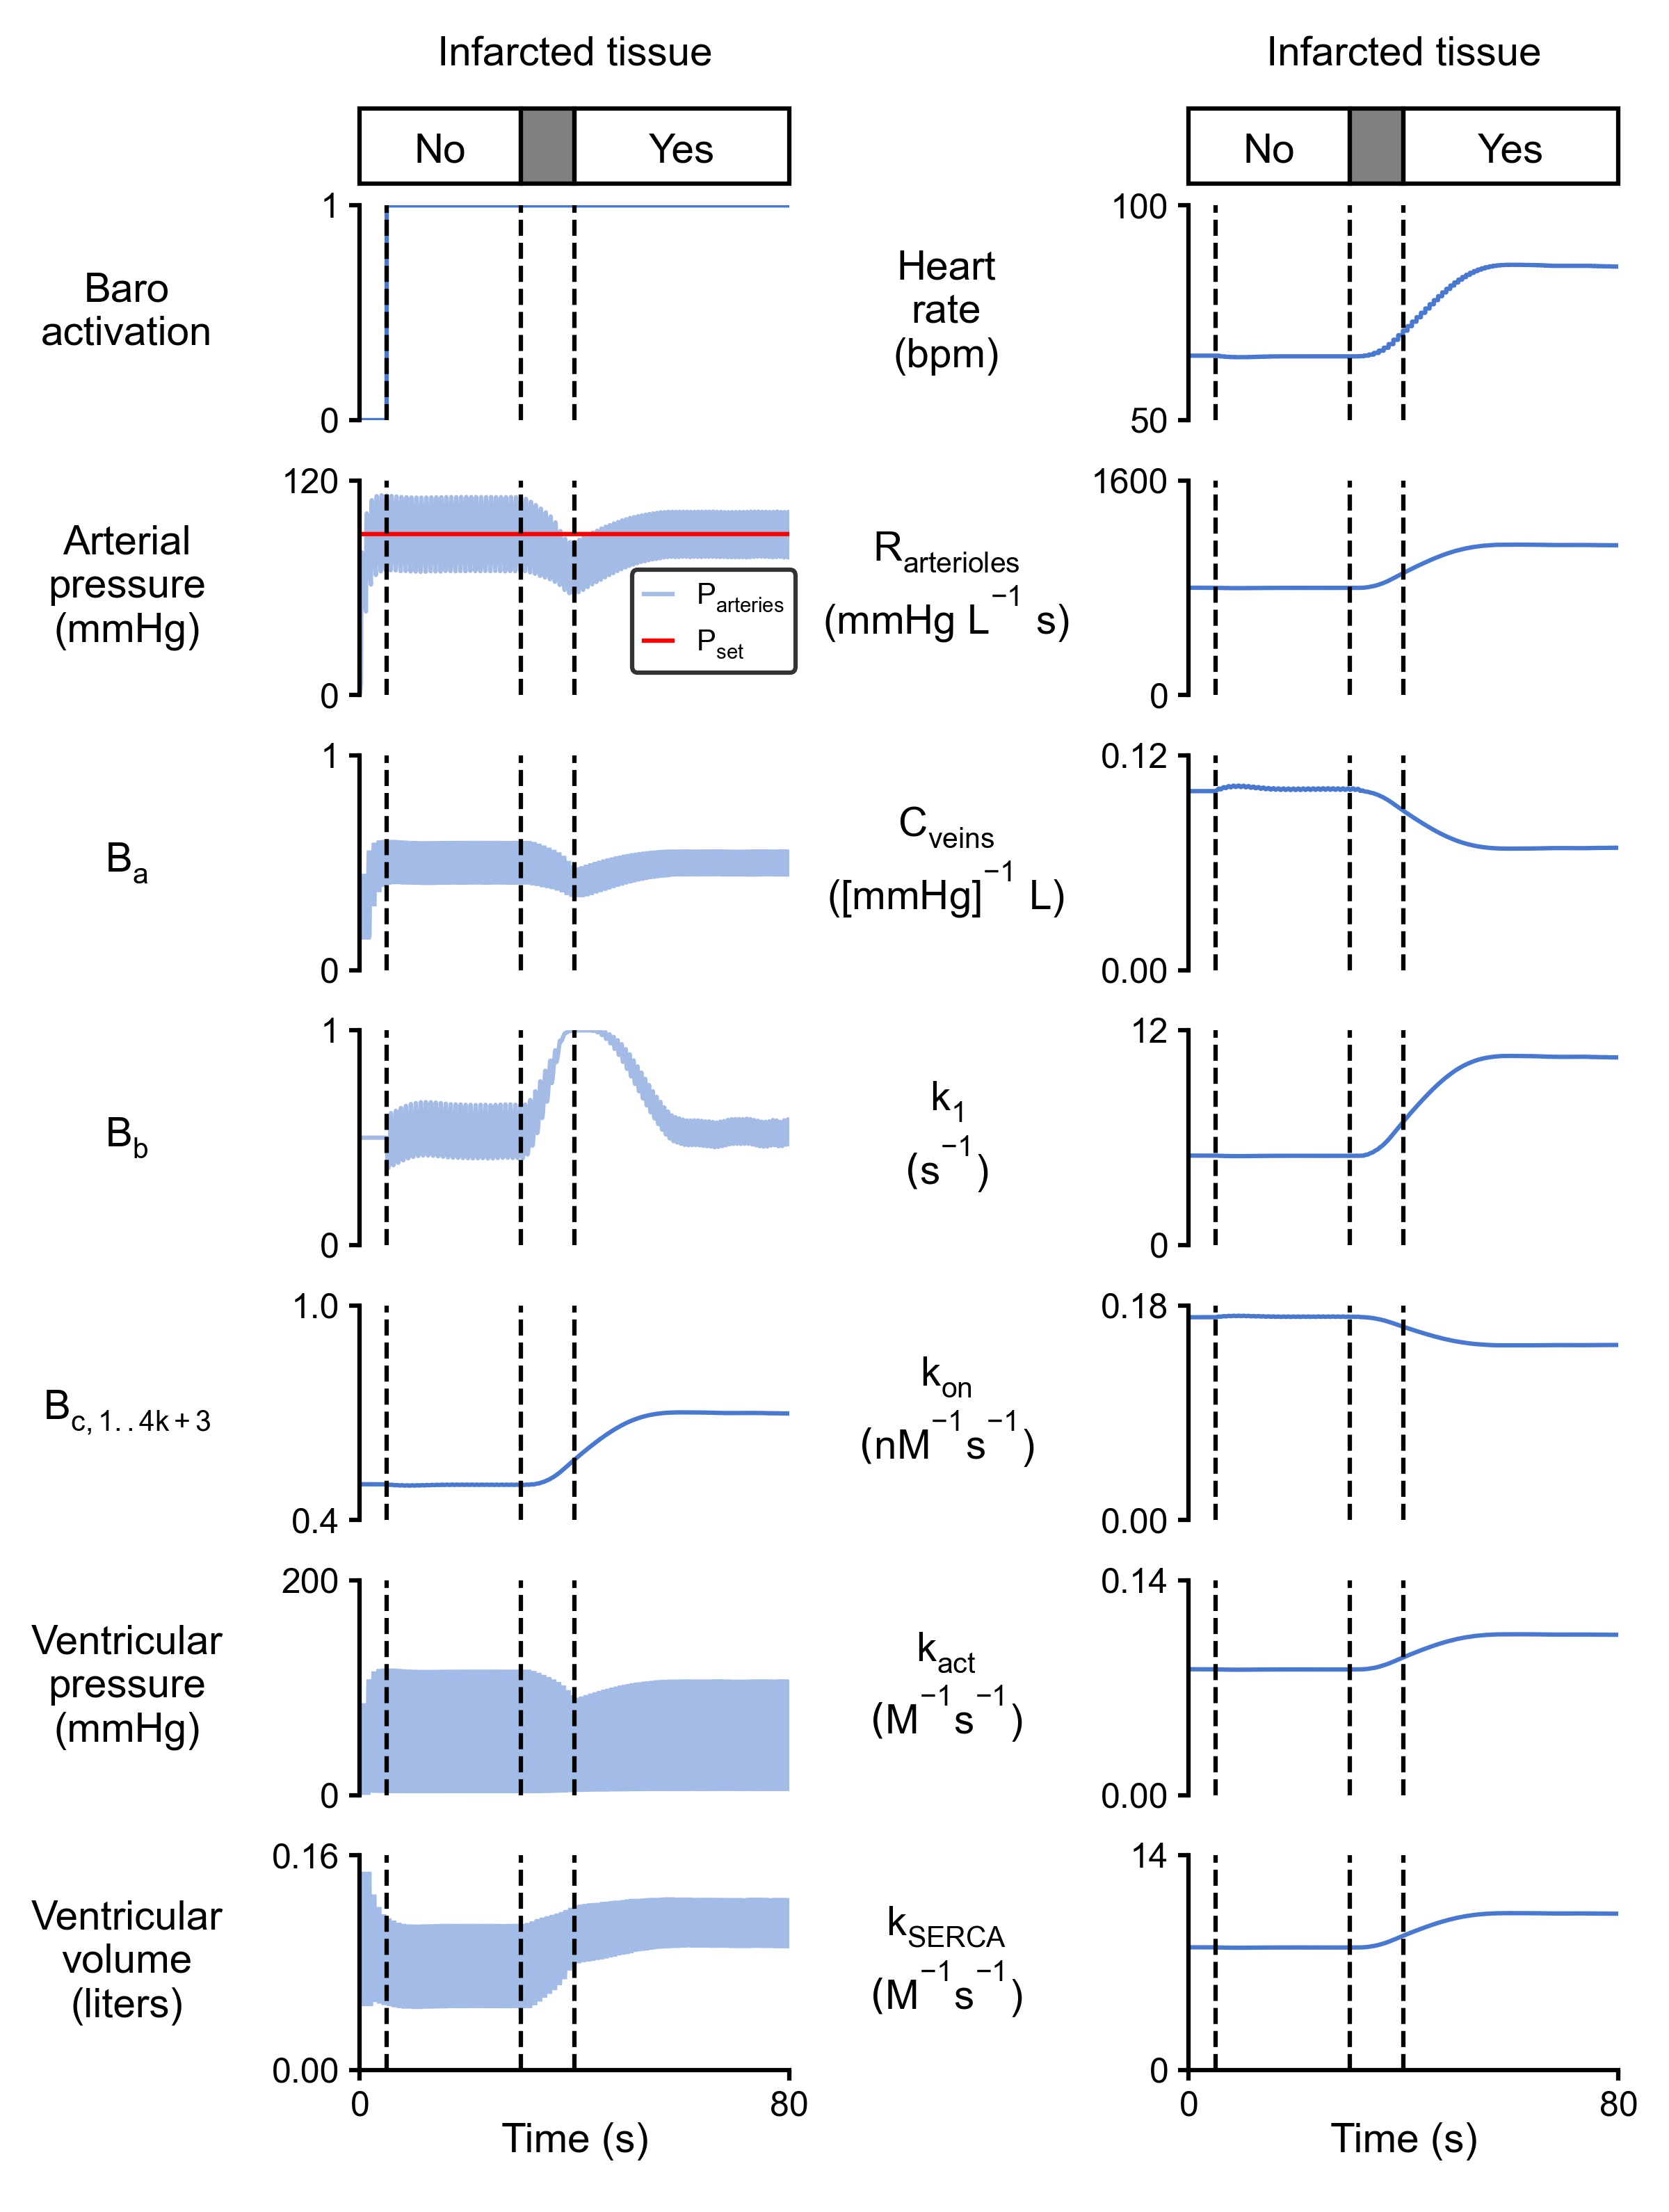 Infarcted tissue
No
Yes
Baro
activation
1
0
Arterial
pressure
(mmHg)
120
0
P_arteries
P_set
B_a
1
0
B_b
1
0
B_c, 1..4k+3
1.0
0.4
Ventricular
pressure
(mmHg)
200
0
Ventricular
volume
(liters)
0.16
0.00
0
80
Time (s)
Infarcted tissue
No
Yes
Heart
rate
(bpm)
100
50
R_arterioles
(mmHg L⁻¹ s)
1600
0
C_veins
([mmHg]⁻¹ L)
0.12
0.00
k₁
(s⁻¹)
12
0
k_on
(nM⁻¹s⁻¹)
0.18
0.00
k_act
(M⁻¹s⁻¹)
0.14
0.00
k_SERCA
(M⁻¹s⁻¹)
14
0
0
80
Time (s)